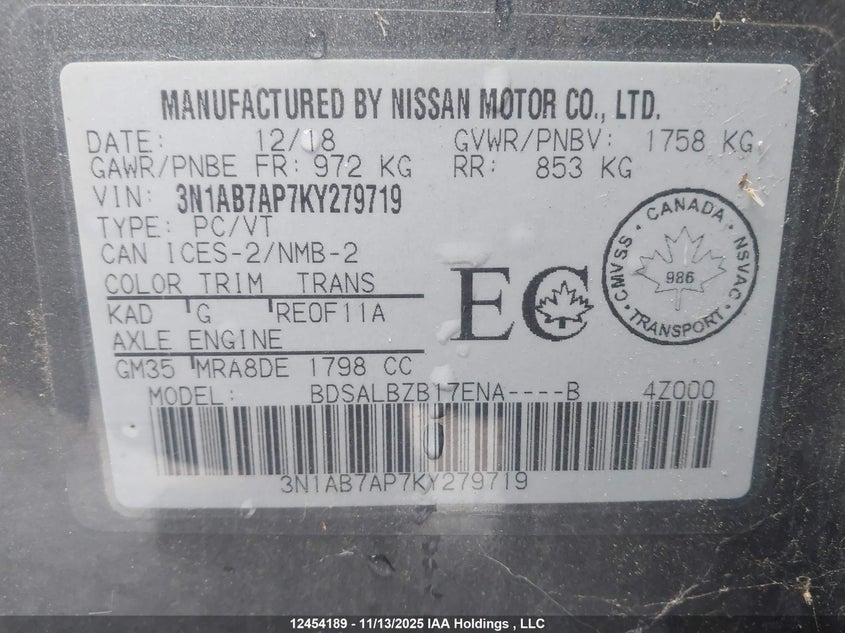 MANUFACTURED BY NISSAN MOTOR CO., LTD.
DATE: 12/18 GVWR/PNBV: 1758 KG
GAWR/PNBE FR: 972 KG RR: 853 KG
VIN: 3N1AB7AP7KY279719
TYPE: PC/VT
CAN ICES-2/NMB-2
COLOR TRIM TRANS
KAD G RE0F11A
AXLE ENGINE
GM35 MRA8DE 1798 CC
EC
CANADA
CMVSS NSVAC
986
TRANSPORT
MODEL: BDSALBZB17ENA----B 4Z000
3N1AB7AP7KY279719
12454189 - 11/13/2025 IAA Holdings , LLC